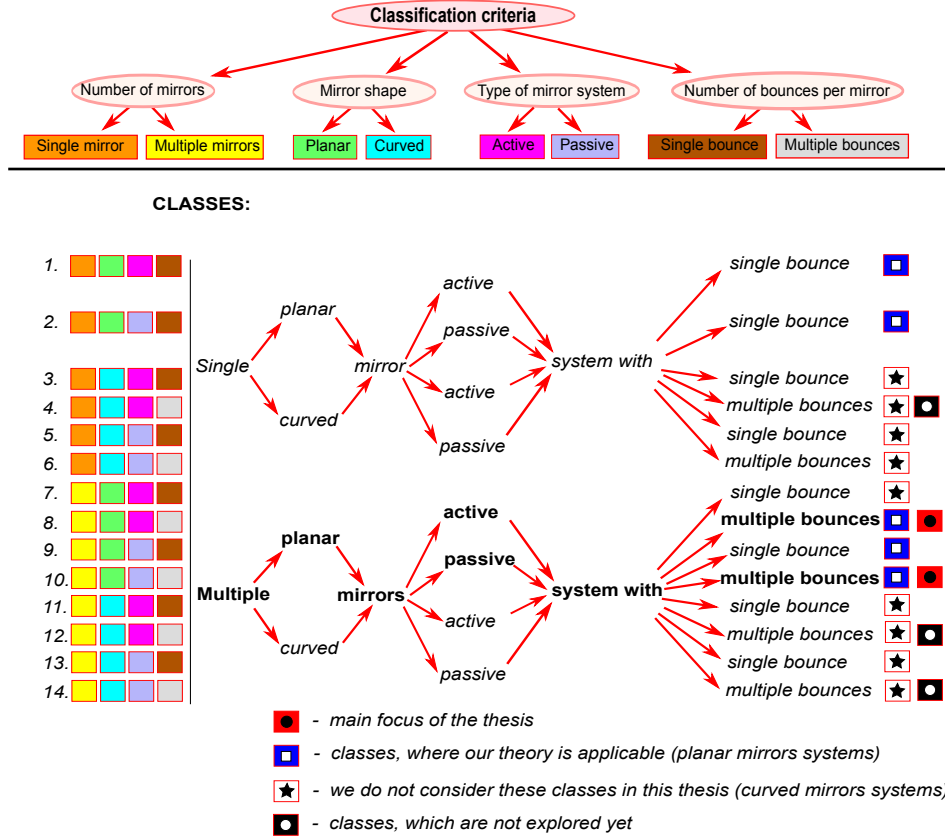 Classification criteria
Number of mirrors
Mirror shape
Type of mirror system
Number of bounces per mirror
Single mirror
Multiple mirrors
Planar
Curved
Active
Passive
Single bounce
Multiple bounces
CLASSES:
1.
2.
3.
4.
5.
6.
7.
8.
9.
10.
11.
12.
13.
14.
Single
planar
curved
mirror
active
passive
active
passive
system with
single bounce
single bounce
single bounce
multiple bounces
single bounce
multiple bounces
Multiple
planar
curved
mirrors
active
passive
active
passive
system with
single bounce
multiple bounces
single bounce
multiple bounces
single bounce
multiple bounces
single bounce
multiple bounces
- main focus of the thesis
- classes, where our theory is applicable (planar mirrors systems)
- we do not consider these classes in this thesis (curved mirrors systems)
- classes, which are not explored yet